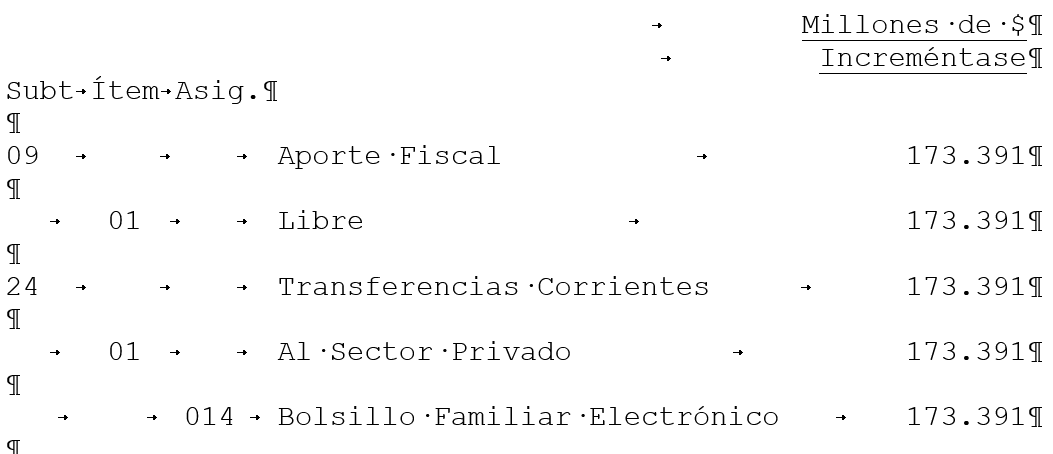 Millones de $
Increméntase
Subt Ítem Asig.
09 Aporte Fiscal 173.391
01 Libre 173.391
24 Transferencias Corrientes 173.391
01 Al Sector Privado 173.391
014 Bolsillo Familiar Electrónico 173.391